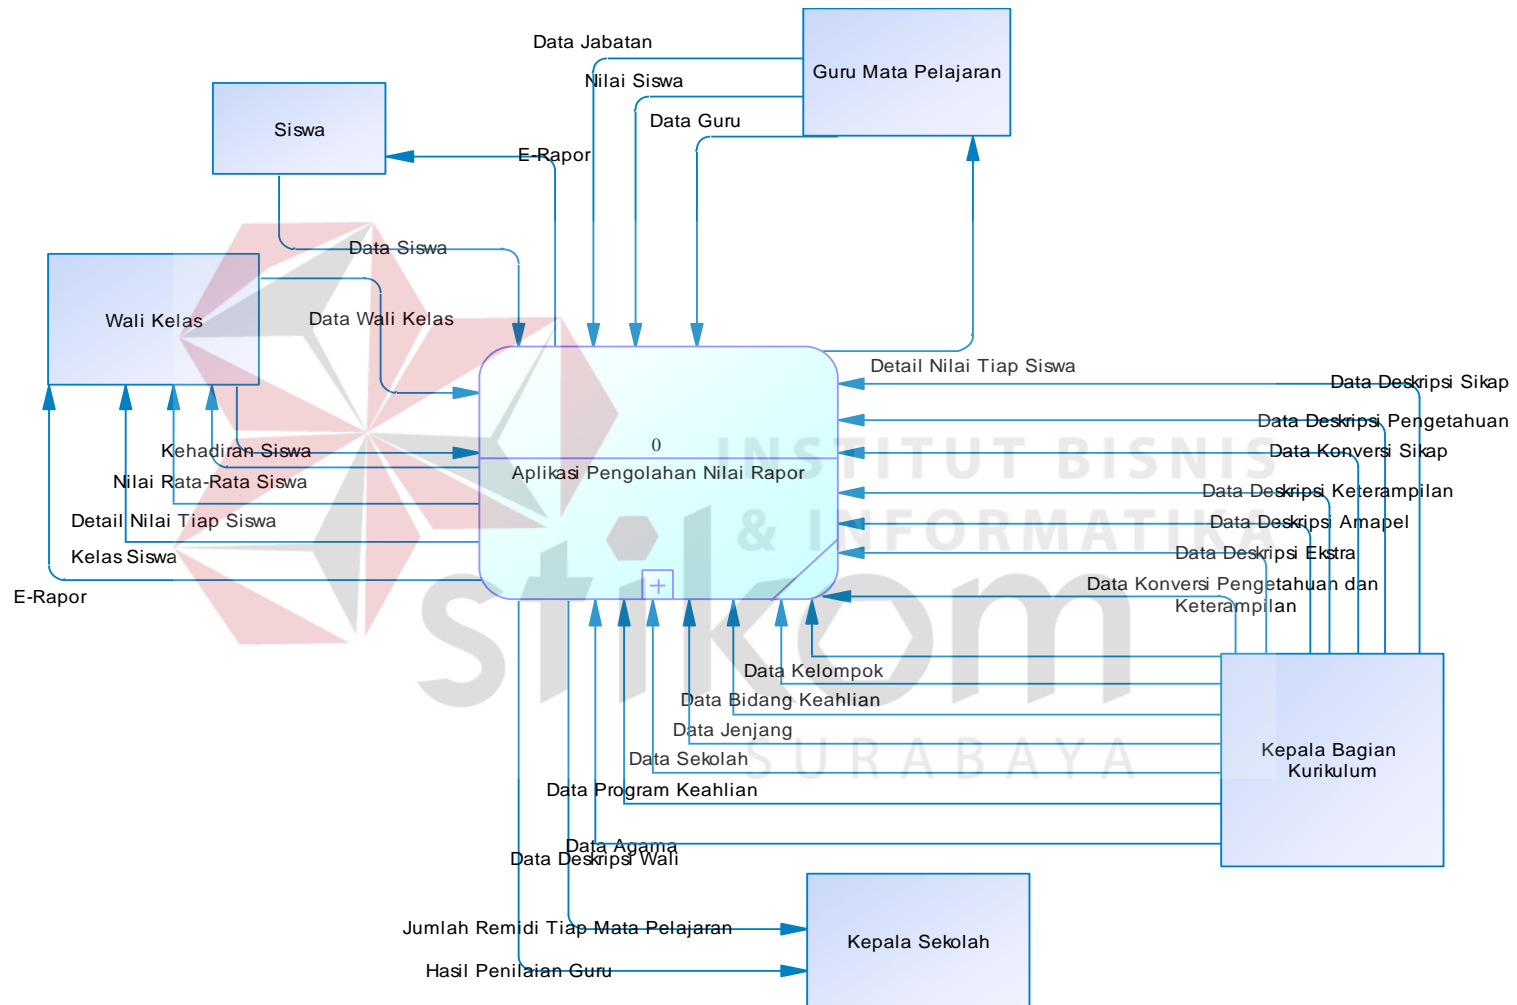 Data Jabatan
Guru Mata Pelajaran
Nilai Siswa
Data Guru
Siswa
E-Rapor
Data Siswa
Wali Kelas
Data Wali Kelas
Detail Nilai Tiap Siswa
Data Deskripsi Sikap
Data Deskripsi Pengetahuan
0
Kehadiran Siswa
Data Konversi Sikap
INSTITUT BISNIS
Aplikasi Pengolahan Nilai Rapor
Nilai Rata-Rata Siswa
Data Deskripsi Keterampilan
Detail Nilai Tiap Siswa
Data Deskripsi Amapel
& INFORMATIKA
Kelas Siswa
Data Deskripsi Ekstra
E-Rapor
Data Konversi Pengetahuan dan
Keterampilan
stikom
Data Kelompok
Data Bidang Keahlian
Data Jenjang
Data Sekolah
SURABAYA
Kepala Bagian
Kurikulum
Data Program Keahlian
Data Agama
Data Deskripsi Wali
Jumlah Remidi Tiap Mata Pelajaran
Kepala Sekolah
Hasil Penilaian Guru